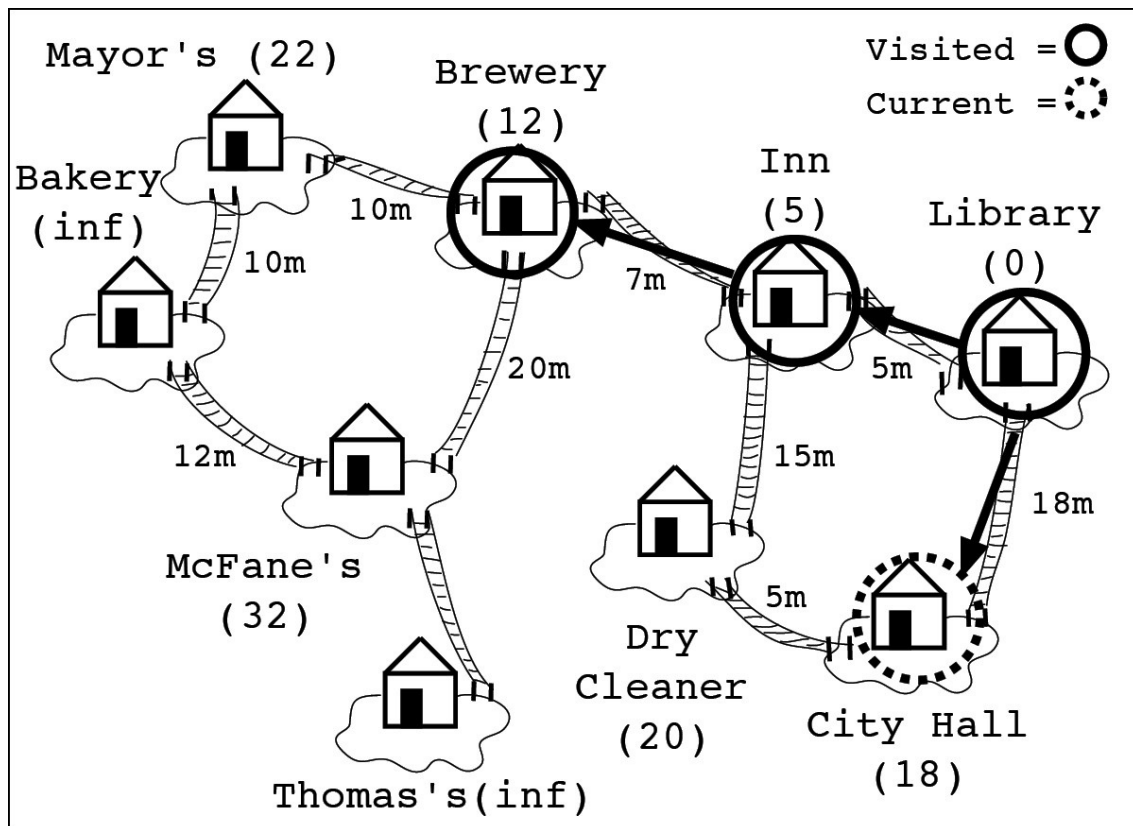 Mayor's (22)
Brewery
(12)
Visited =
Current =
Bakery
(inf)
Inn
(5)
Library
(0)
10m
10m
7m
5m
20m
12m
15m
18m
McFane's
(32)
5m
Dry
Cleaner
(20)
City Hall
(18)
Thomas's(inf)